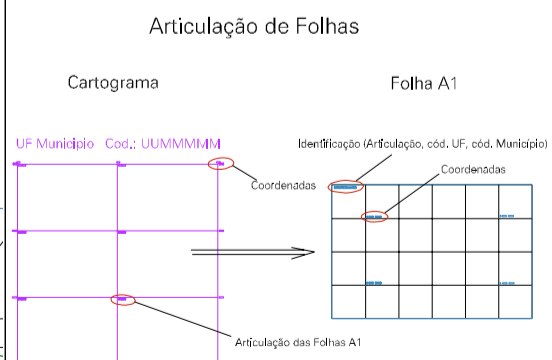 Articulação de Folhas
Cartograma
Folha A1
UF Municipio Cod.: UUMMMMM
Identificação (Articulação, cód. UF, cód. Município)
Coordenadas
Coordenadas
Articulação das Folhas A1